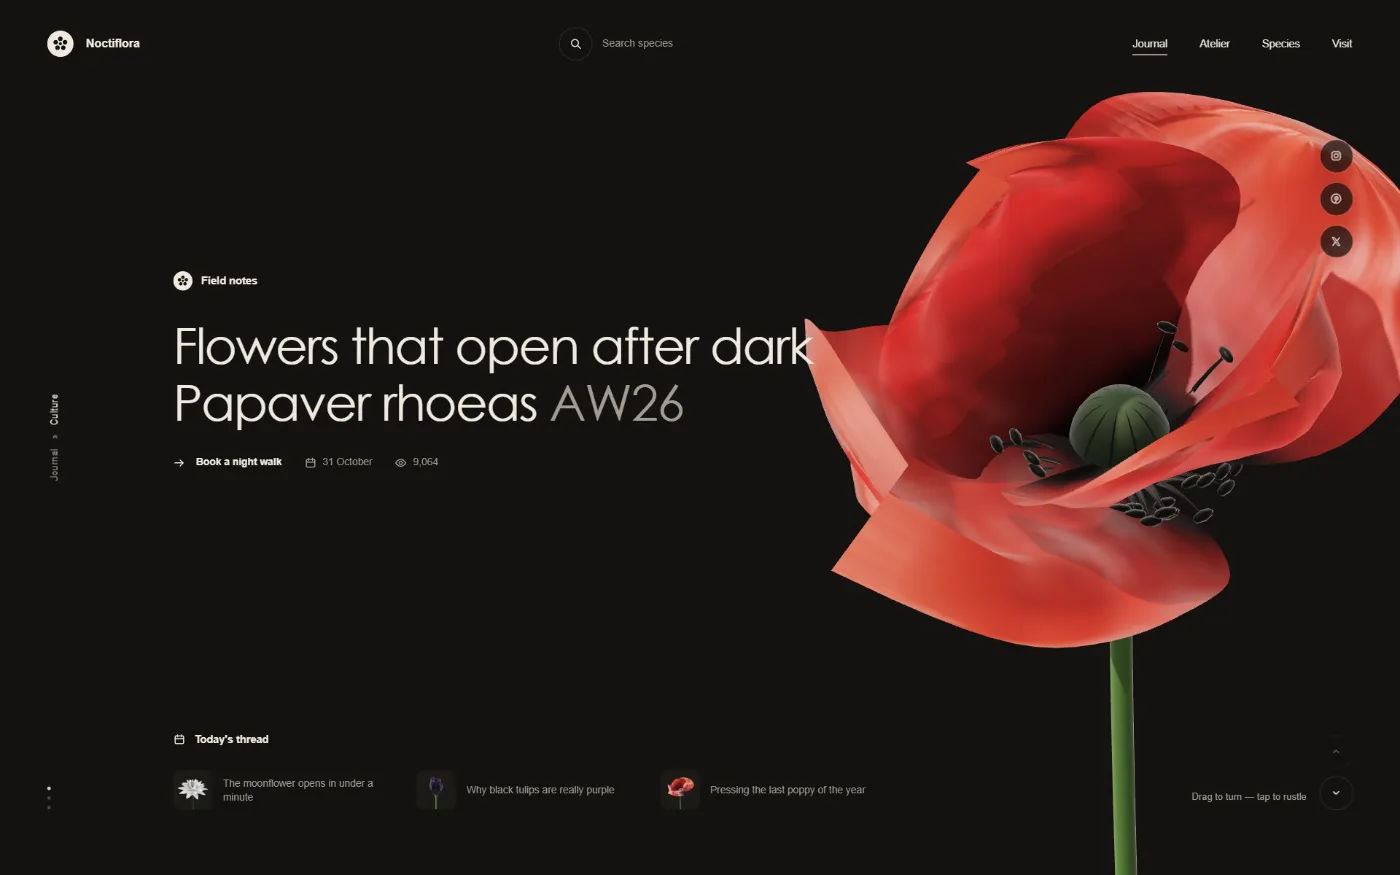 Noctiflora
Search species
Journal
Atelier
Species
Visit
Field notes
Flowers that open after dark
Papaver rhoeas AW26
Book a night walk
31 October
9,064
Journal » Culture
Today's thread
The moonflower opens in under a
minute
Why black tulips are really purple
Pressing the last poppy of the year
Drag to turn — tap to rustle